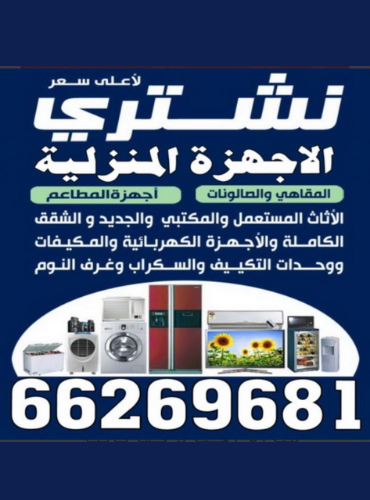 لأعلى سعر
نشتري
الاجهزة المنزلية
المقاهي والصالونات
أجهزة المطاعم
الأثاث المستعمل والمكتبي والجديد و الشقق
الكاملة والأجهزة الكهربائية والمكيفات
ووحدات التكييف والسكراب وغرف النوم
66269681